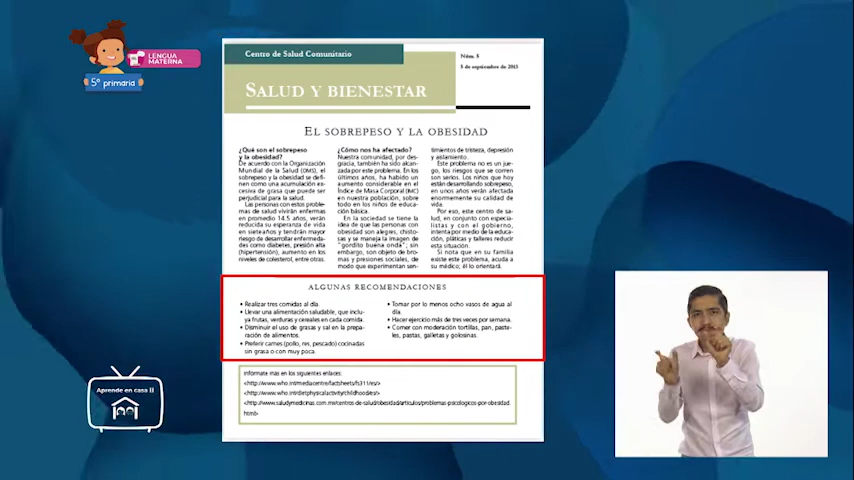 LENGUA
MATERNA
5° primaria
Centro de Salud Comunitario
Núm. 5
5 de septiembre de 2013
SALUD Y BIENESTAR
EL SOBREPESO Y LA OBESIDAD
¿Qué son el sobrepeso
y la obesidad?
De acuerdo con la Organización
Mundial de la Salud (OMS), el
sobrepeso y la obesidad se defi-
nen como una acumulación ex-
cesiva de grasa que puede ser
perjudicial para la salud.
Las personas con estos proble-
mas de salud vivirán enfermas
en promedio 14.5 años, verán
reducida su esperanza de vida
en siete años y tendrán mayor
riesgo de desarrollar enfermeda-
des como diabetes, presión alta
(hipertensión), aumento en los
niveles de colesterol, entre otras.
¿Cómo nos ha afectado?
Nuestra comunidad, por des-
gracia, también ha sido alcan-
zada por este problema. En los
últimos años, ha habido un
aumento considerable en el
Índice de Masa Corporal (IMC)
en nuestra población, sobre
todo en los niños de educa-
ción básica.
En la sociedad se tiene la
idea de que las personas con
obesidad son alegres, chisto-
sas y se maneja la imagen de
"gordito buena onda"; sin
embargo, son objeto de bro-
mas y presiones sociales, de
modo que experimentan sen-
timientos de tristeza, depresión
y aislamiento.
Este problema no es un jue-
go, los riesgos que se corren
son serios. Los niños que hoy
están desarrollando sobrepeso,
en unos años verán afectada
enormemente su calidad de
vida.
Por eso, este centro de sa-
lud, en conjunto con especia-
listas y con el gobierno,
intenta por medio de la educa-
ción, pláticas y talleres reducir
esta situación.
Si nota que en su familia
existe este problema, acuda a
su médico; él lo orientará.
ALGUNAS RECOMENDACIONES
• Realizar tres comidas al día.
• Llevar una alimentación saludable, que inclu-
ya frutas, verduras y cereales en cada comida.
• Disminuir el uso de grasas y sal en la prepa-
ración de alimentos.
• Preferir carnes (pollo, res, pescado) cocinadas
sin grasa o con muy poca.
• Tomar por lo menos ocho vasos de agua al
día.
• Hacer ejercicio más de tres veces por semana.
• Comer con moderación tortillas, pan, paste-
les, pastas, galletas y golosinas.
Infórmate más en los siguientes enlaces:
<http://www.who.int/mediacentre/factsheets/fs311/es/>
<http://www.who.int/dietphysicalactivity/childhood/es/>
<http://www.saludymedicinas.com.mx/centros-de-salud/obesidad/articulos/problemas-psicologicos-por-obesidad.
html>
Aprende en casa II